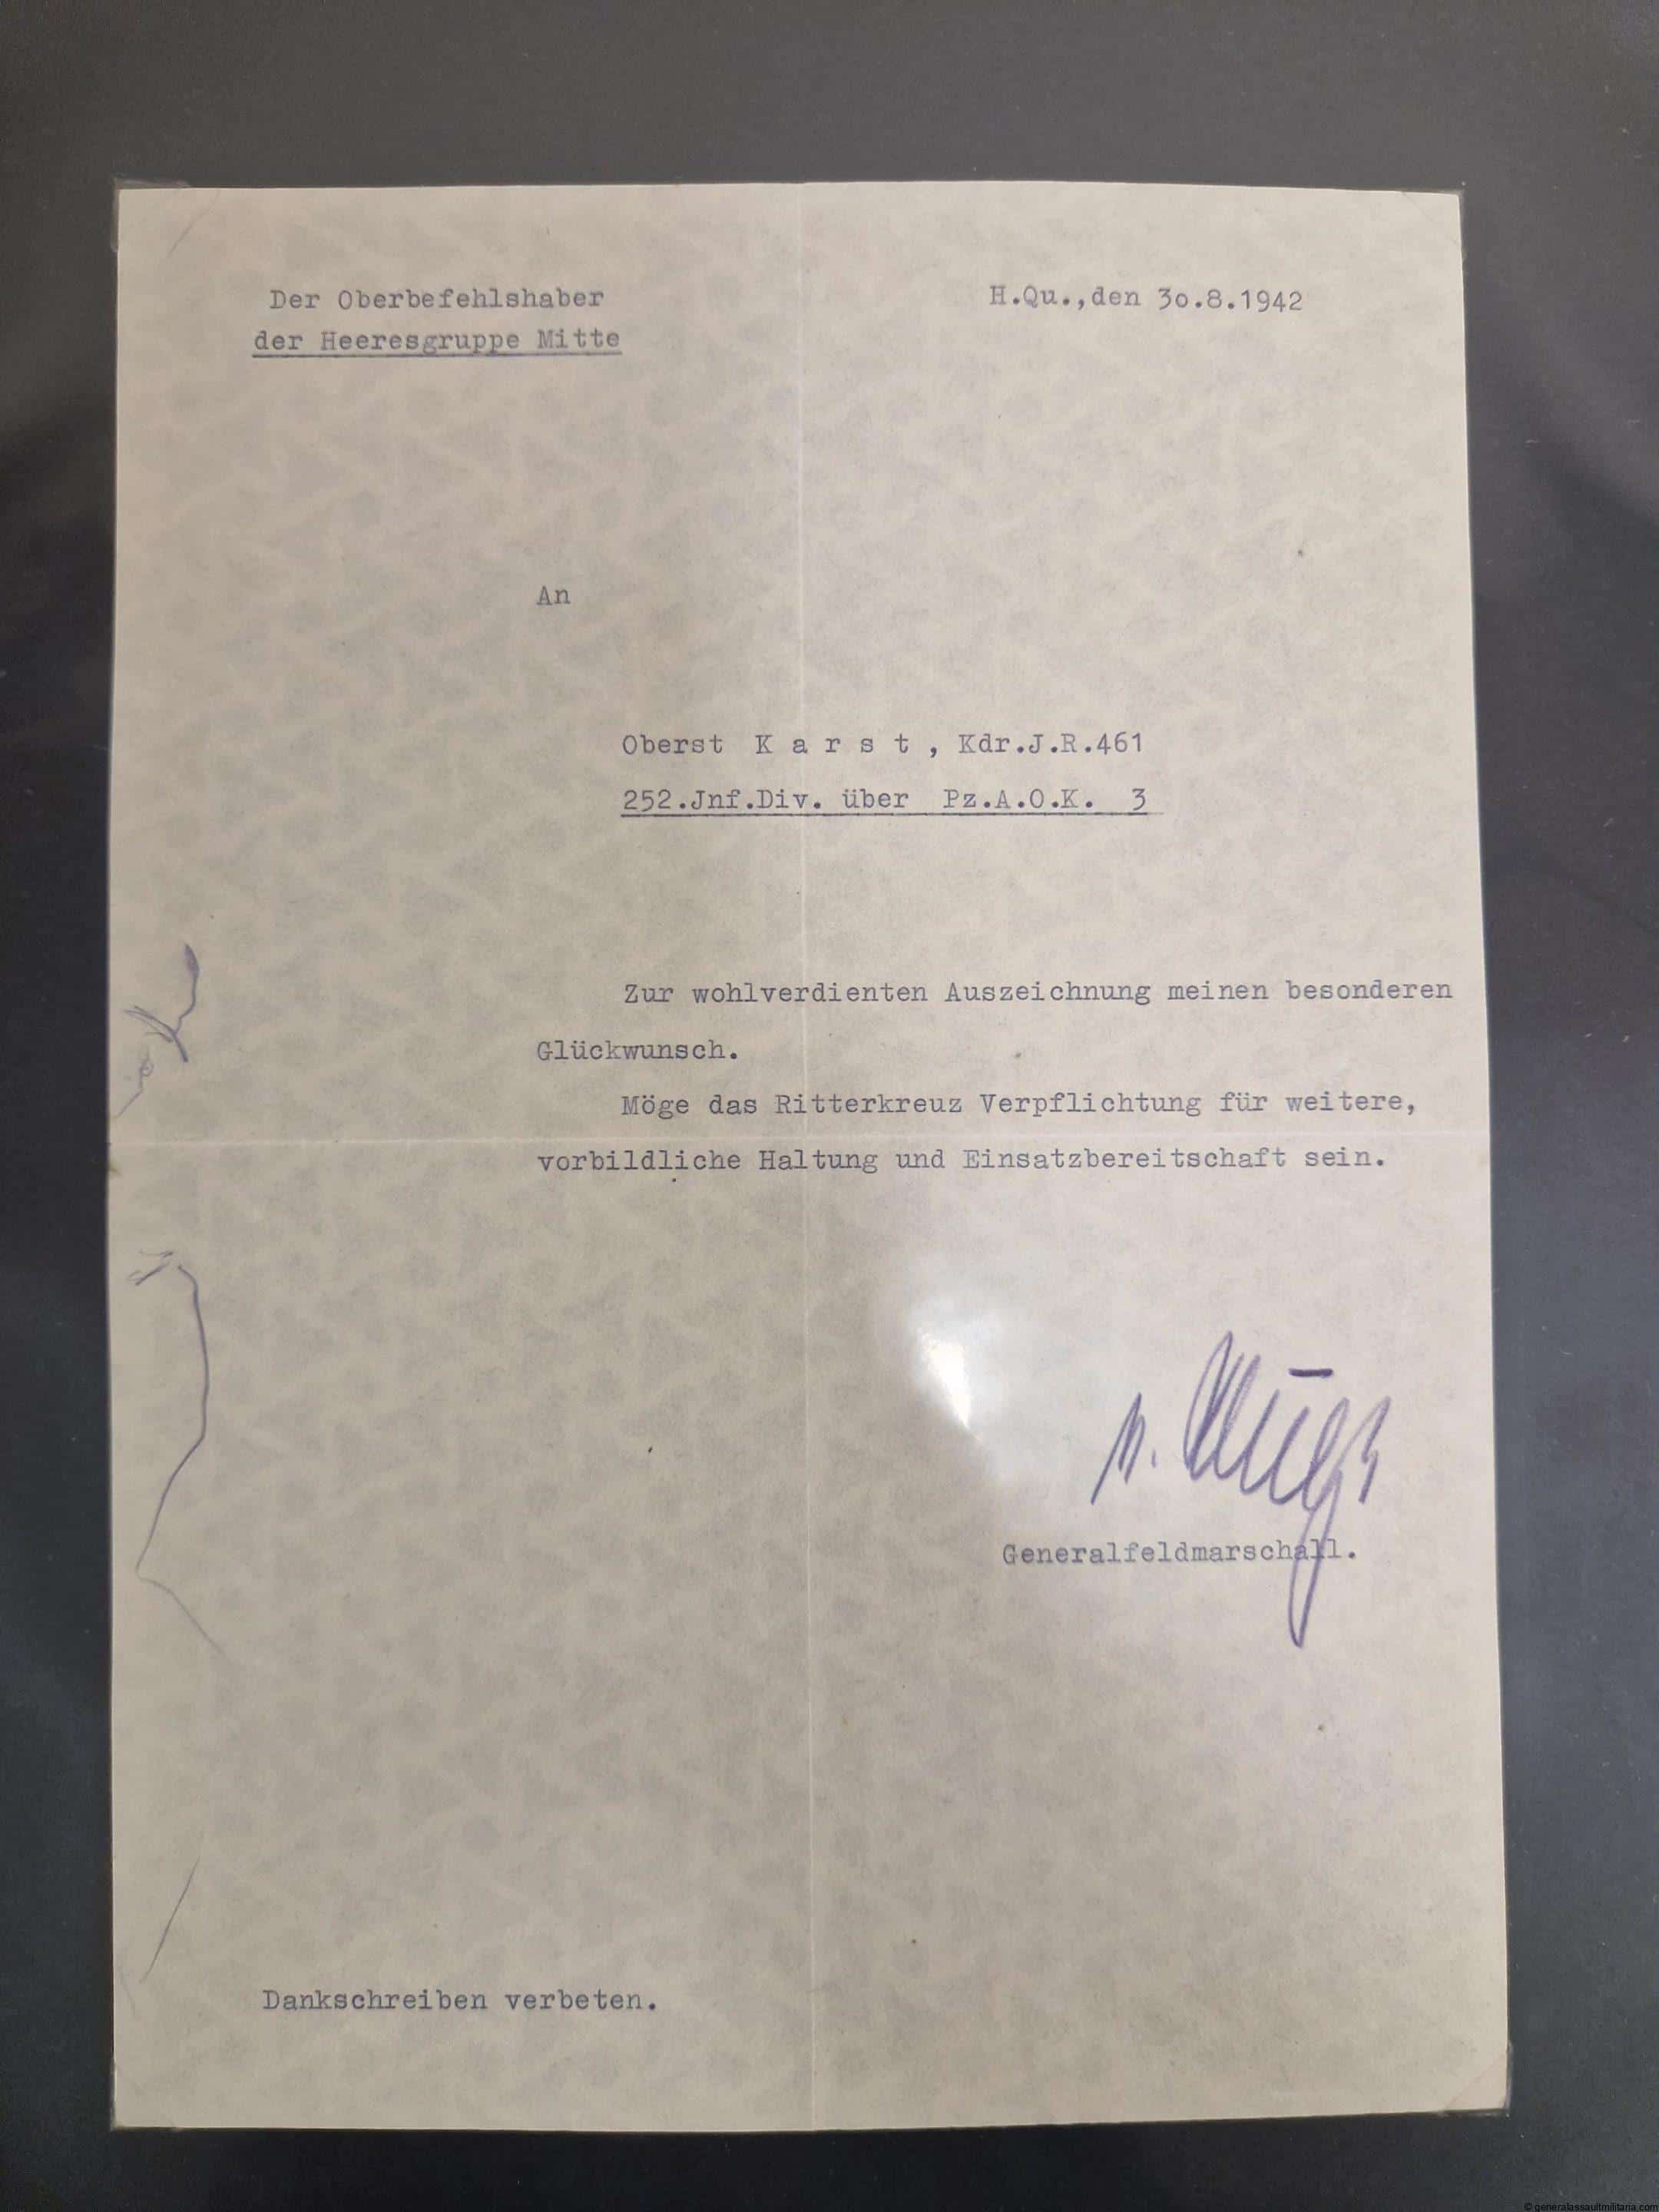 Der Oberbefehlshaber
der Heeresgruppe Mitte
H.Qu.,den 3o.8.1942
An
Oberst K a r s t , Kdr.J.R.461
252.Jnf.Div. über Pz.A.O.K. 3
Zur wohlverdienten Auszeichnung meinen besonderen
Glückwunsch.
Möge das Ritterkreuz Verpflichtung für weitere,
vorbildliche Haltung und Einsatzbereitschaft sein.
v. Kluge
Generalfeldmarschall.
Dankschreiben verbeten.
© generalassaultmilitaria.com